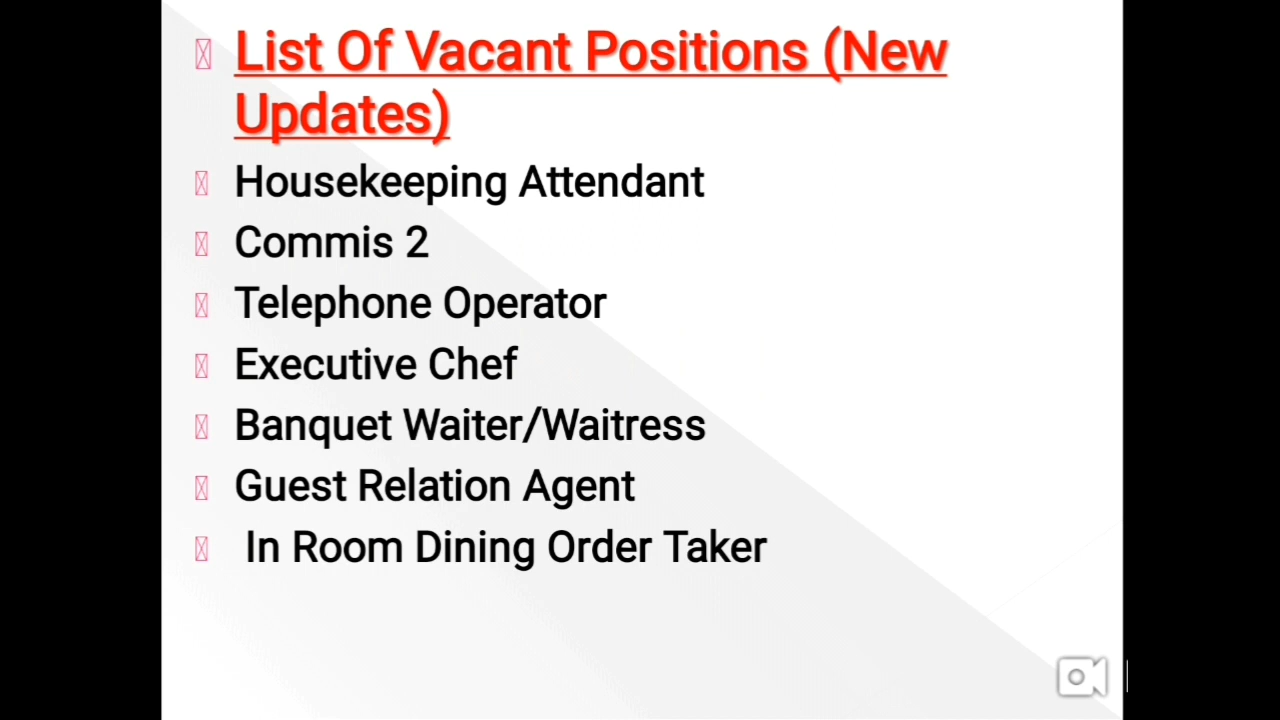 List Of Vacant Positions (New
Updates)
Housekeeping Attendant
Commis 2
Telephone Operator
Executive Chef
Banquet Waiter/Waitress
Guest Relation Agent
In Room Dining Order Taker